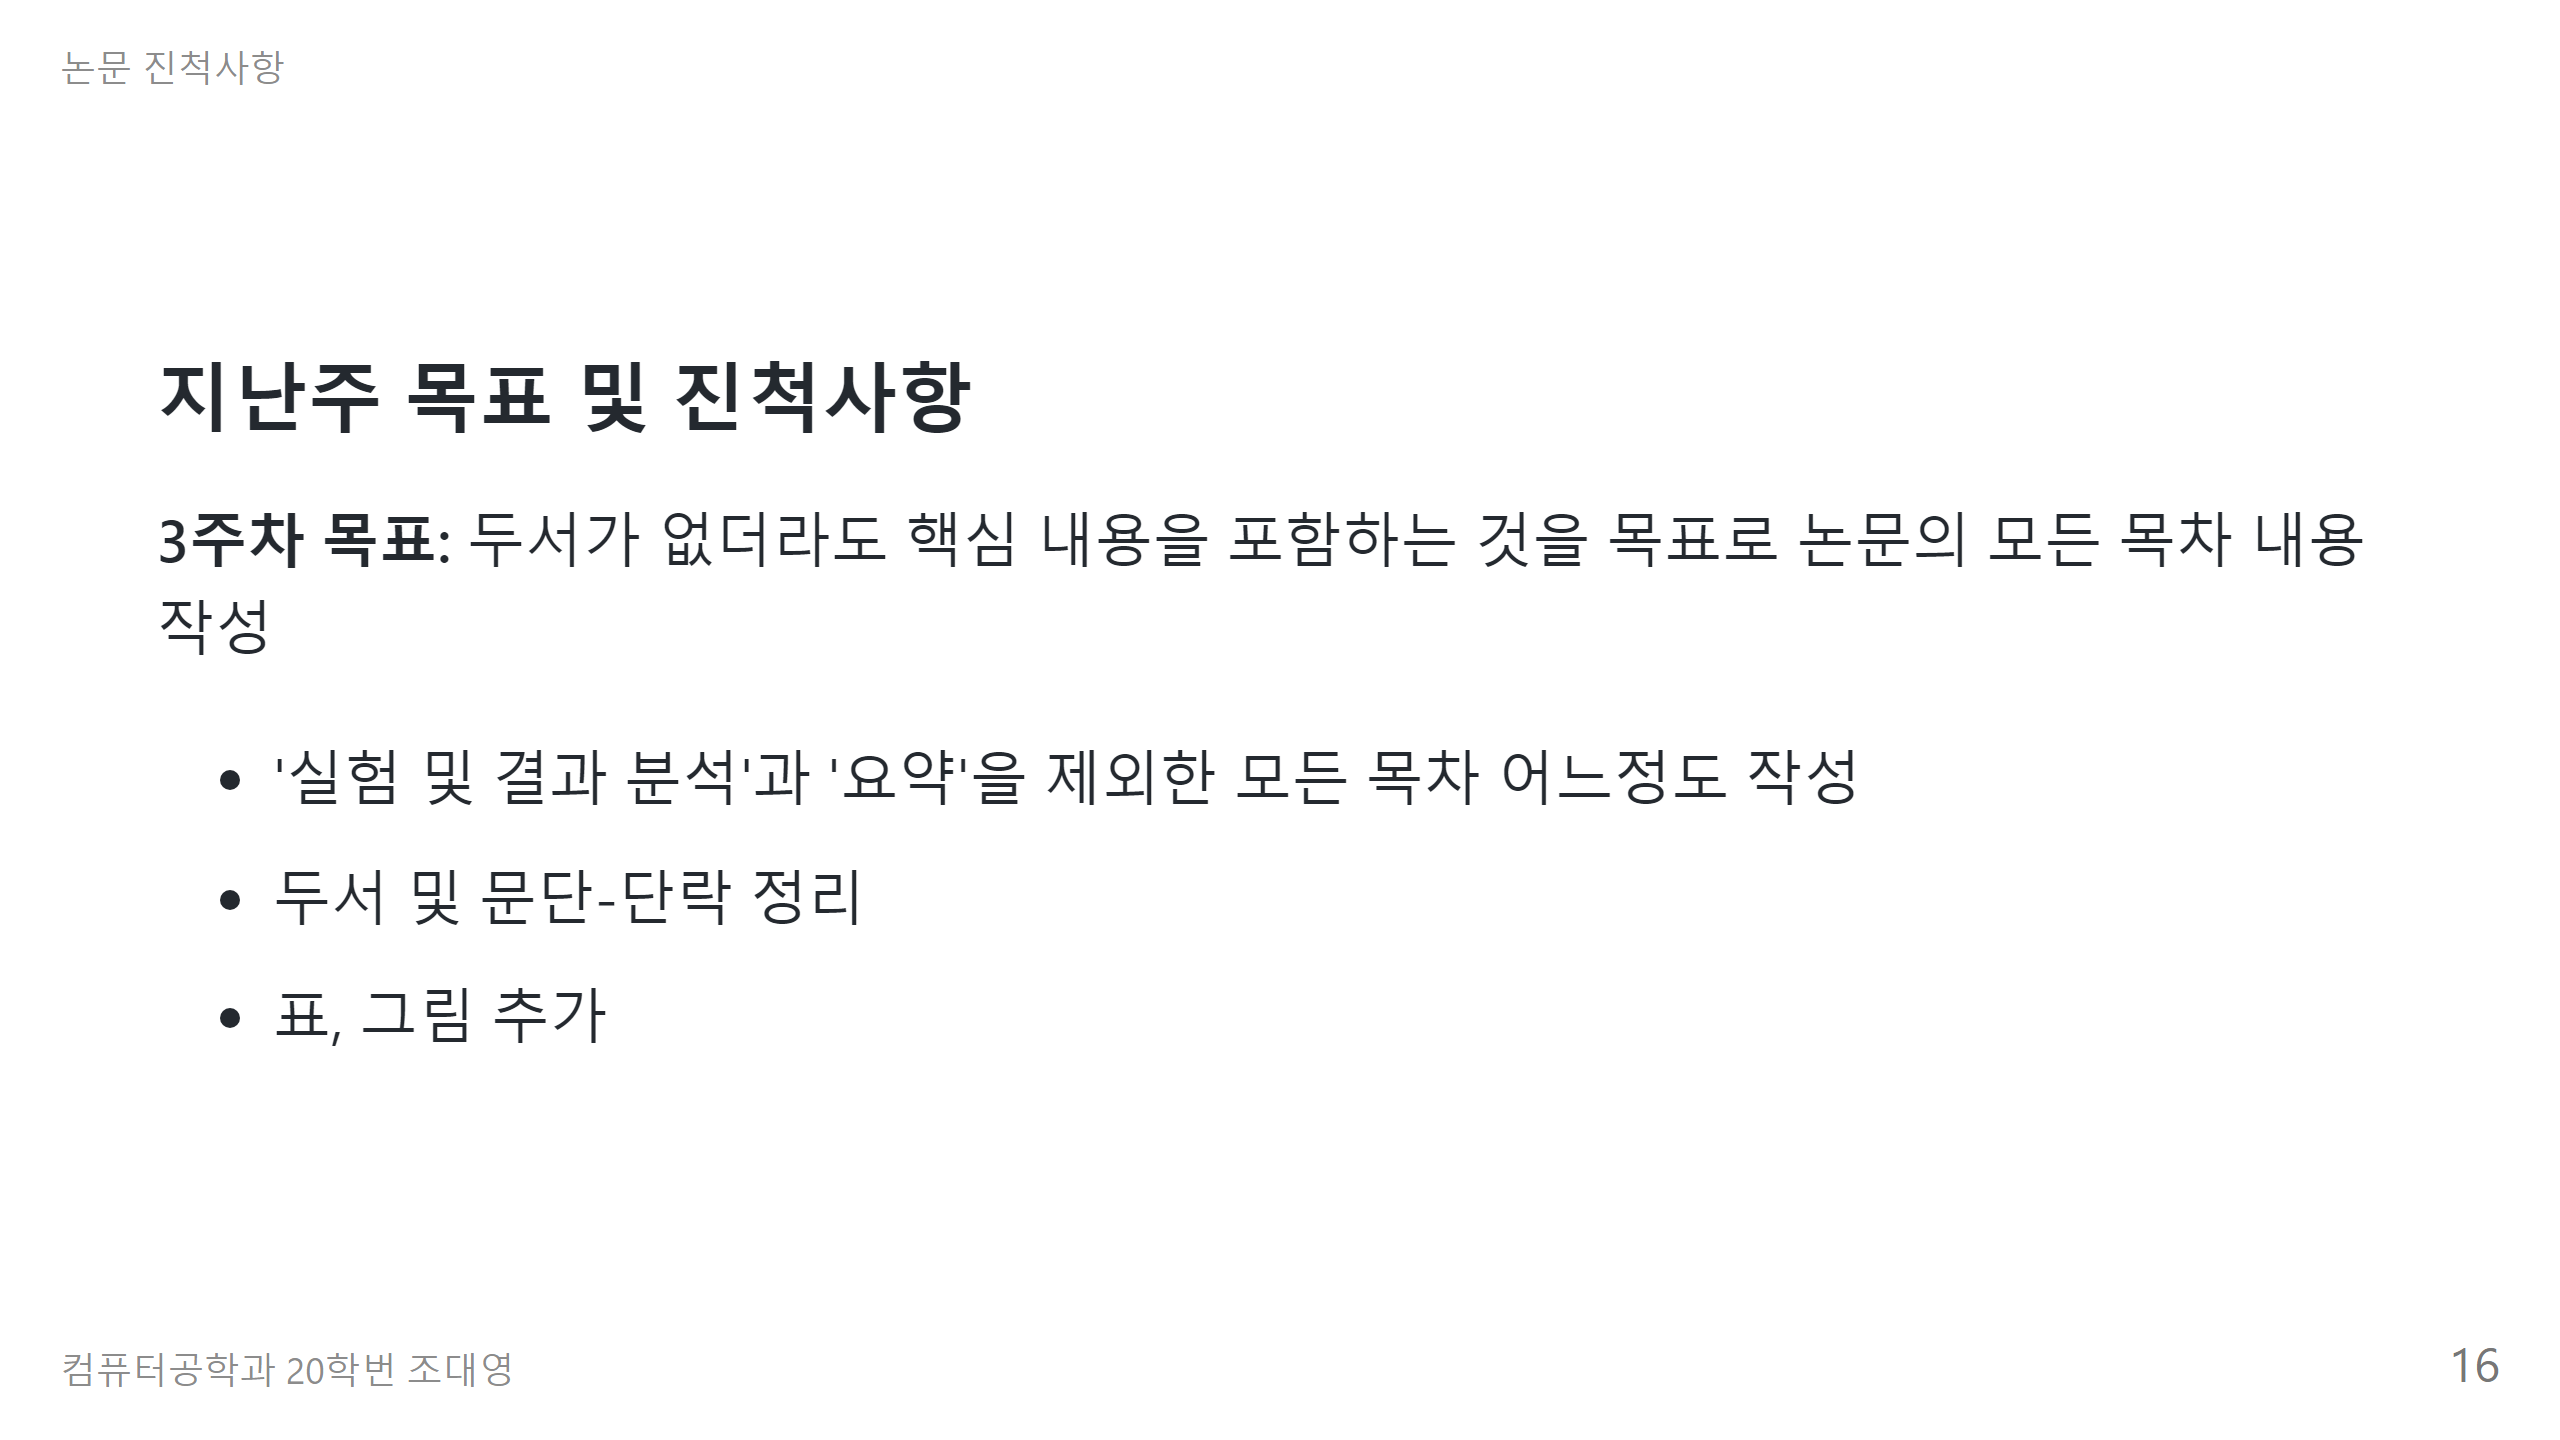 논문 진척사항
지난주 목표 및 진척사항
3주차 목표: 두서가 없더라도 핵심 내용을 포함하는 것을 목표로 논문의 모든 목차 내용
작성
• '실험 및 결과 분석'과 '요약'을 제외한 모든 목차 어느정도 작성
• 두서 및 문단-단락 정리
• 표, 그림 추가
컴퓨터공학과 20학번 조대영
16